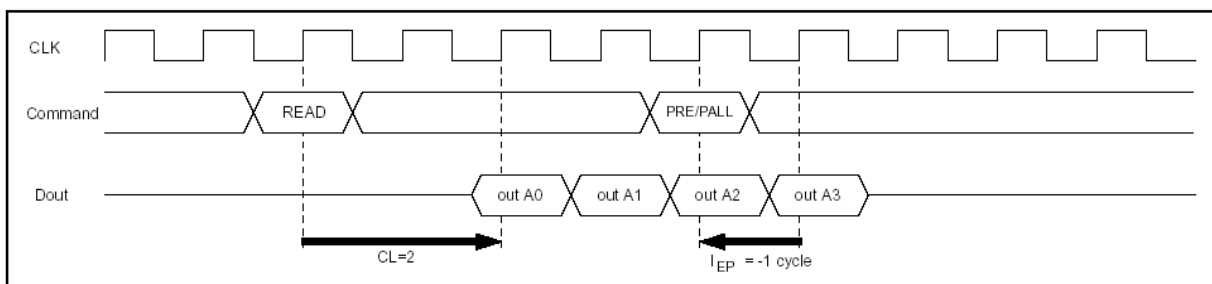 CLK
Command READ PRE/PALL
Dout out A0 out A1 out A2 out A3
CL=2 lEP = -1 cycle